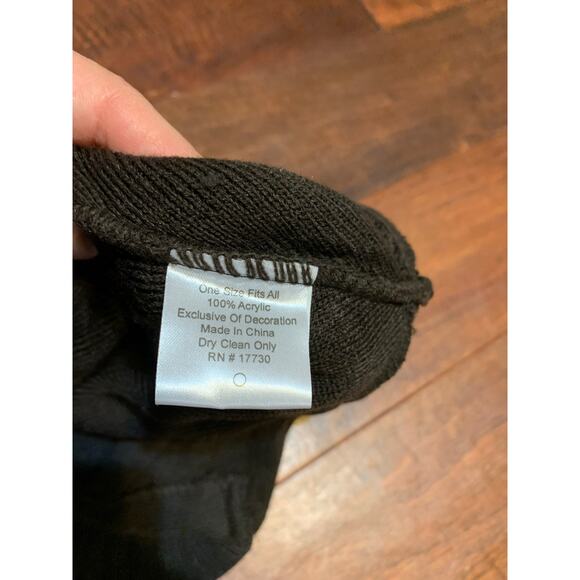 One Size Fits All
100% Acrylic
Exclusive Of Decoration
Made In China
Dry Clean Only
RN # 17730